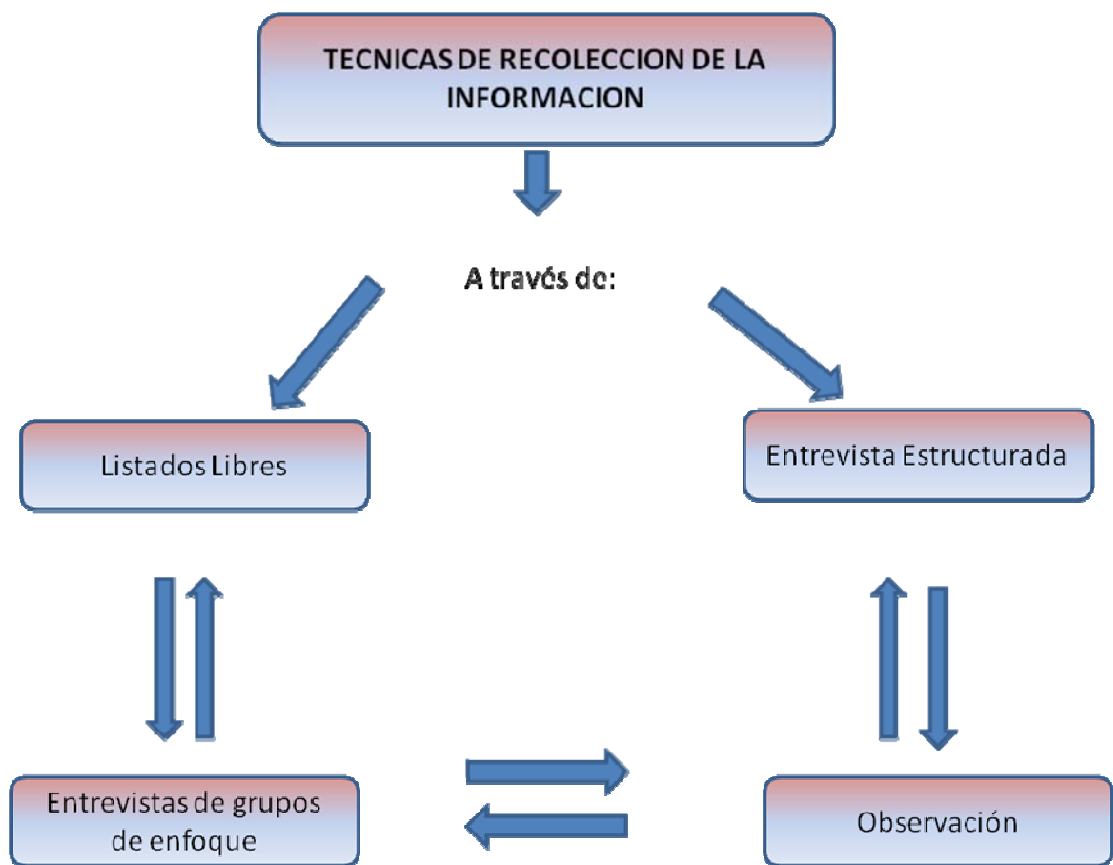 TECNICAS DE RECOLECCION DE LA
INFORMACION
A través de:
Listados Libres
Entrevista Estructurada
Entrevistas de grupos
de enfoque
Observación